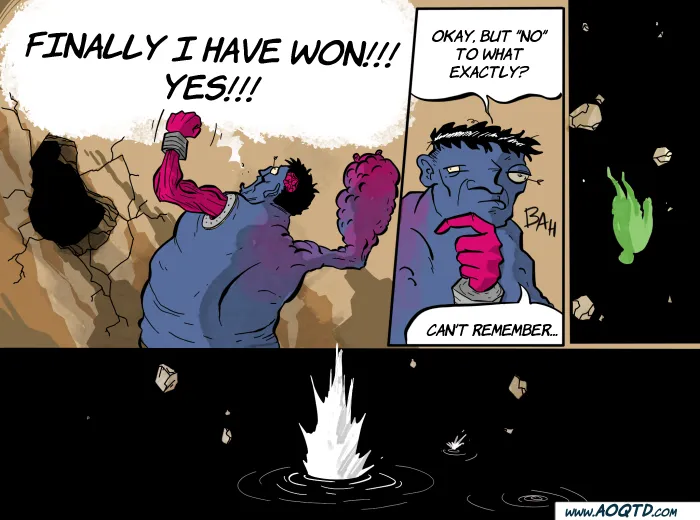 FINALLY I HAVE WON!!!
YES!!!
OKAY, BUT "NO"
TO WHAT
EXACTLY?
BAH
CAN'T REMEMBER...
WWW.AOQTD.COM